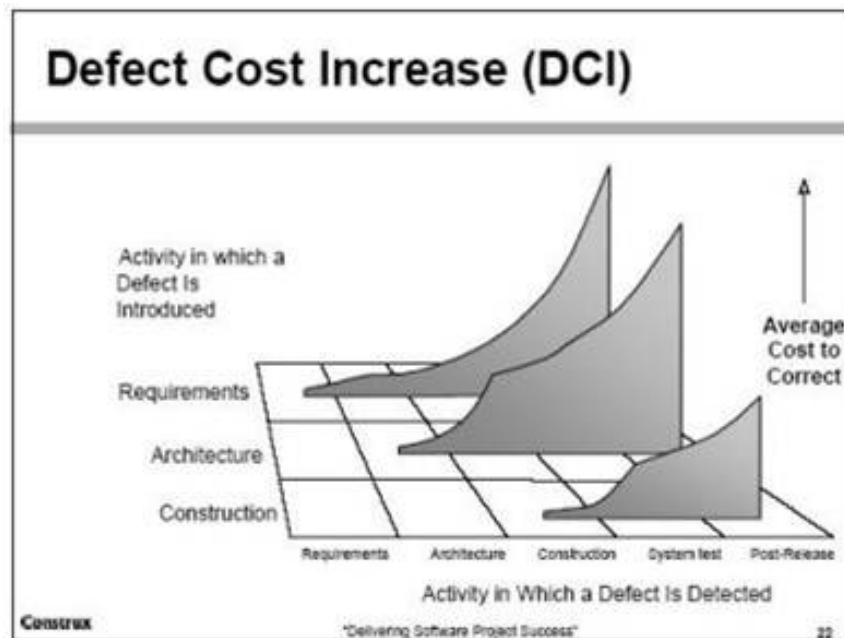 Defect Cost Increase (DCI)
Activity in which a
Defect Is
Introduced
Average
Cost to
Correct
Requirements
Architecture
Construction
Requirements Architecture Construction System test Post-Release
Activity in Which a Defect Is Detected
Construx
"Delivering Software Project Success"
22